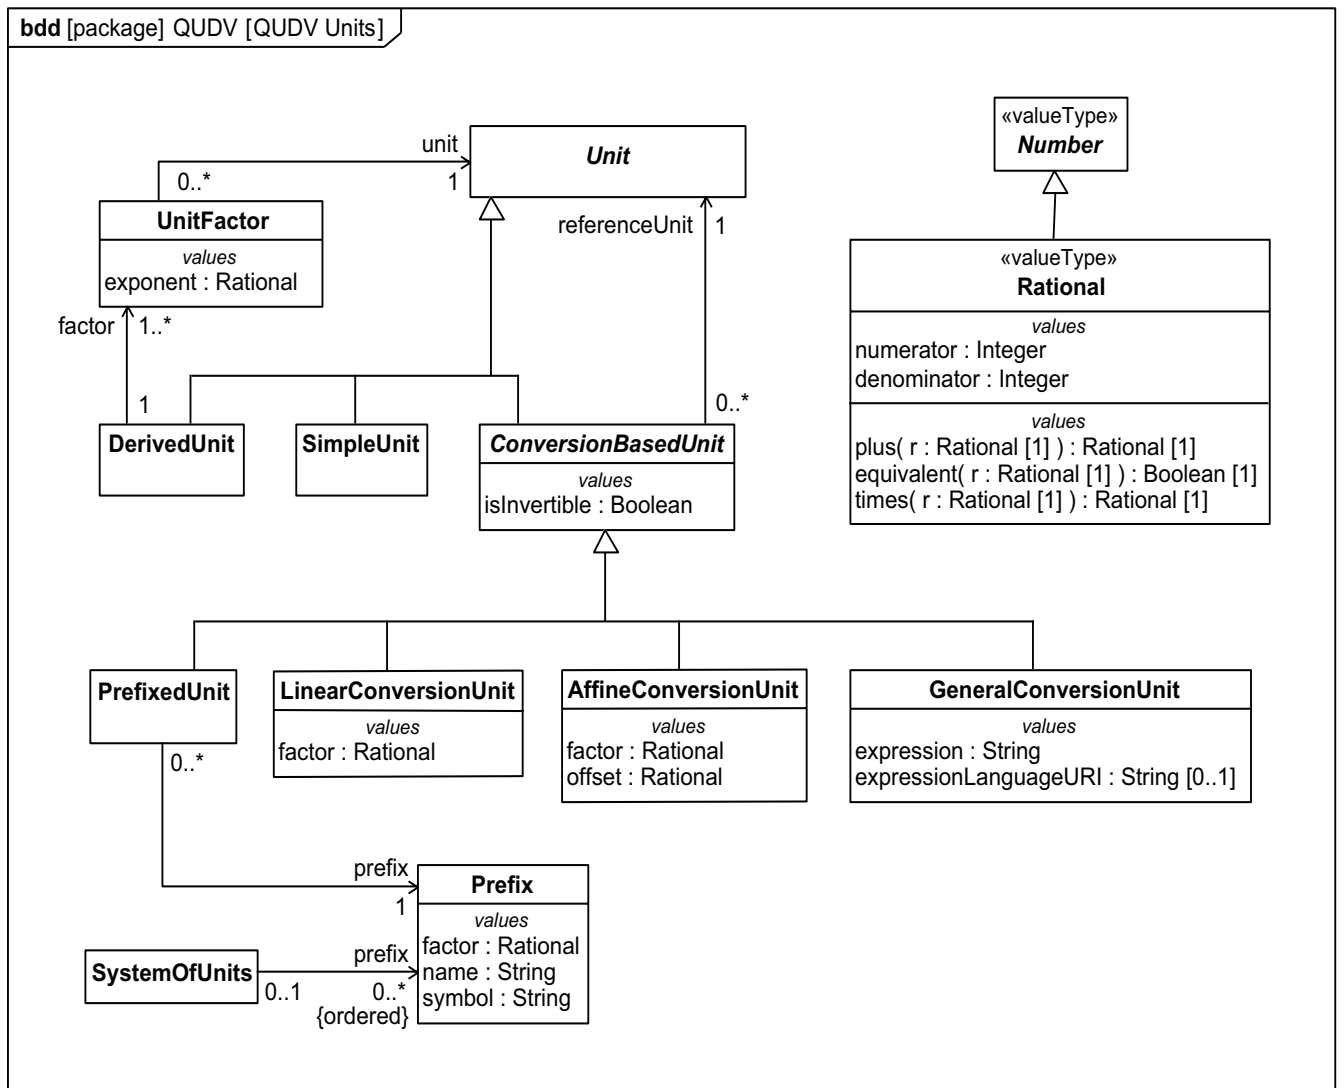 bdd [package] QUDV [QUDV Units]
«valueType»
Number
unit
1
Unit
0..*
UnitFactor
values
exponent : Rational
referenceUnit
1
«valueType»
Rational
values
numerator : Integer
denominator : Integer
values
plus( r : Rational [1] ) : Rational [1]
equivalent( r : Rational [1] ) : Boolean [1]
times( r : Rational [1] ) : Rational [1]
factor
1..*
1
0..*
DerivedUnit
SimpleUnit
ConversionBasedUnit
values
isInvertible : Boolean
PrefixedUnit
0..*
LinearConversionUnit
values
factor : Rational
AffineConversionUnit
values
factor : Rational
offset : Rational
GeneralConversionUnit
values
expression : String
expressionLanguageURI : String [0..1]
prefix
1
Prefix
values
factor : Rational
name : String
symbol : String
SystemOfUnits
0..1
prefix
0..*
{ordered}